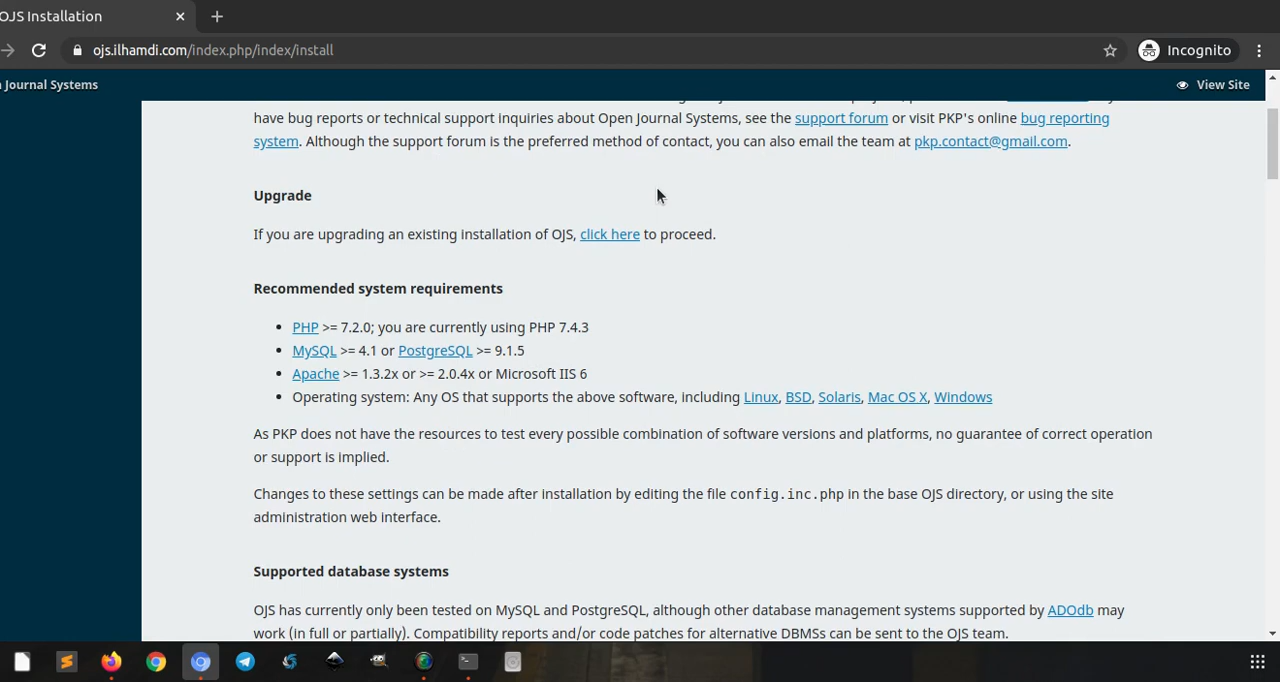 OJS Installation
ojs.ilhamdi.com/index.php/index/install
Incognito
Journal Systems
View Site
have bug reports or technical support inquiries about Open Journal Systems, see the support forum or visit PKP's online bug reporting
system. Although the support forum is the preferred method of contact, you can also email the team at pkp.contact@gmail.com.
Upgrade
If you are upgrading an existing installation of OJS, click here to proceed.
Recommended system requirements
• PHP >= 7.2.0; you are currently using PHP 7.4.3
• MySQL >= 4.1 or PostgreSQL >= 9.1.5
• Apache >= 1.3.2x or >= 2.0.4x or Microsoft IIS 6
• Operating system: Any OS that supports the above software, including Linux, BSD, Solaris, Mac OS X, Windows
As PKP does not have the resources to test every possible combination of software versions and platforms, no guarantee of correct operation
or support is implied.
Changes to these settings can be made after installation by editing the file config.inc.php in the base OJS directory, or using the site
administration web interface.
Supported database systems
OJS has currently only been tested on MySQL and PostgreSQL, although other database management systems supported by ADOdb may
work (in full or partially). Compatibility reports and/or code patches for alternative DBMSs can be sent to the OJS team.